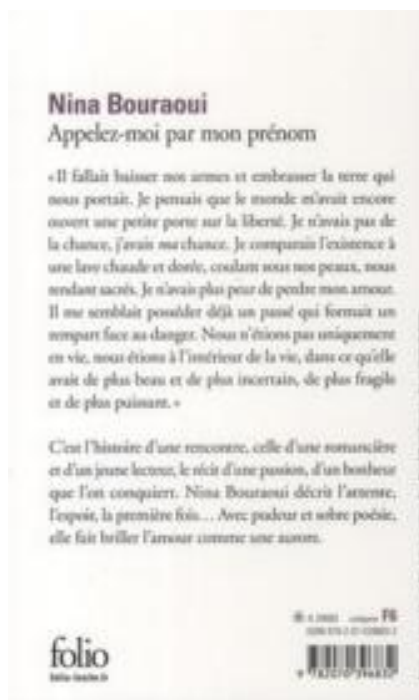 Nina Bouraoui
Appelez-moi par mon prénom
« Il fallait baisser nos armes et embrasser la terre qui
nous portait. Je pensais que le monde m'avait encore
ouvert une petite porte sur la liberté. Je n'avais pas de
la chance, j'avais ma chance. Je comparais l'existence à
une lave chaude et dorée, coulant sous nos peaux, nous
rendant sacrés. Je n'avais plus peur de perdre mon amour.
Il me semblait posséder déjà un passé qui formait un
rempart face au danger. Nous n'étions pas uniquement
en vie, nous étions à l'intérieur de la vie, dans ce qu'elle
avait de plus beau et de plus incertain, de plus fragile
et de plus puissant. »
C'est l'histoire d'une rencontre, celle d'une romancière
et d'un jeune lecteur, le récit d'une passion, d'un bonheur
que l'on conquiert. Nina Bouraoui décrit l'attente,
l'espoir, la première fois… Avec pudeur et sobre poésie,
elle fait briller l'amour comme une aurore.
F6
folio
folio-lesite.fr
9 782070 396832